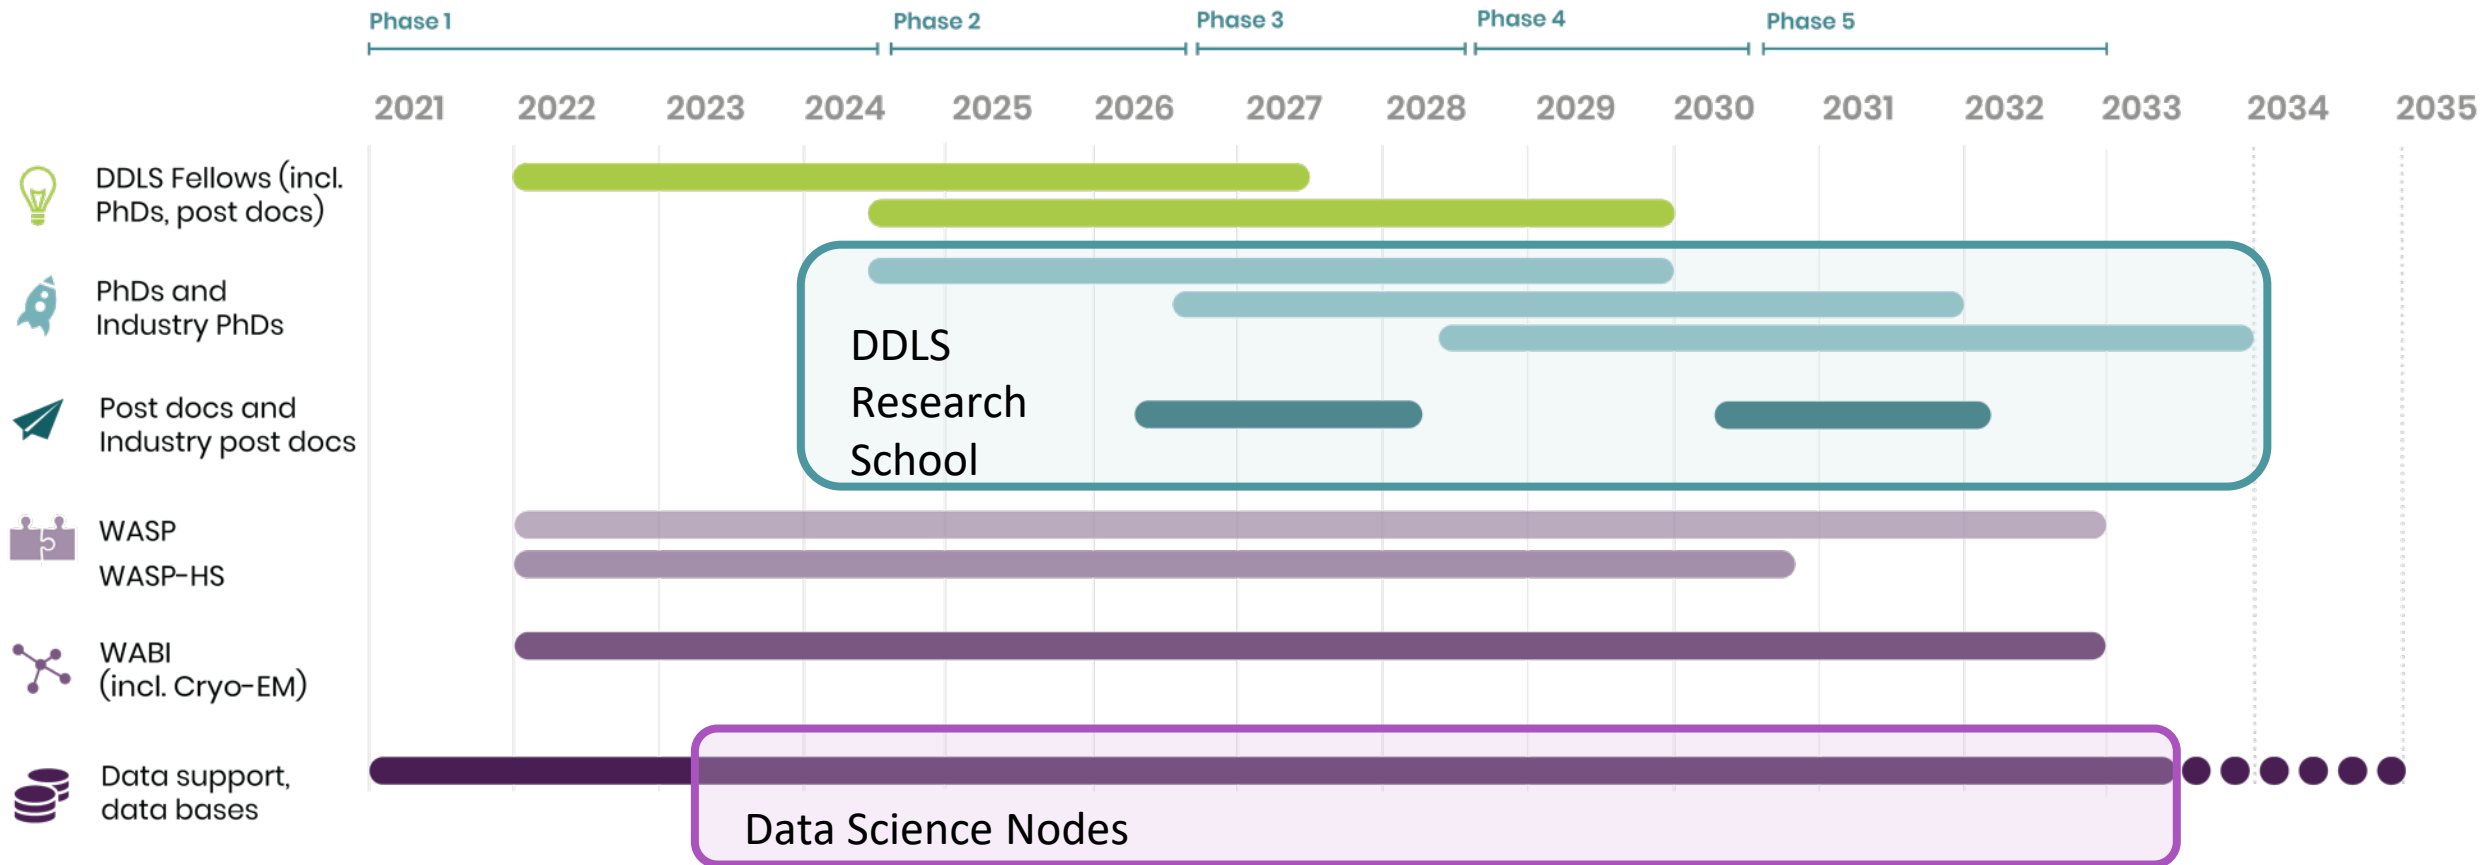 Phase 1
Phase 2
Phase 3
Phase 4
Phase 5
2021
2022
2023
2024
2025
2026
2027
2028
2029
2030
2031
2032
2033
2034
2035
DDLS Fellows (incl.
PhDs, post docs)
PhDs and
Industry PhDs
DDLS
Research
School
Post docs and
Industry post docs
WASP
WASP-HS
WABI
(incl. Cryo-EM)
Data support,
data bases
Data Science Nodes